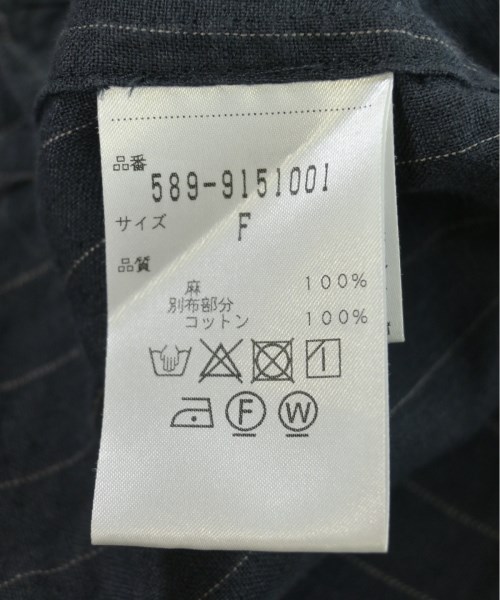 品番
589-9151001
サイズ
F
品質
麻 100%
別布部分
コットン 100%
F W